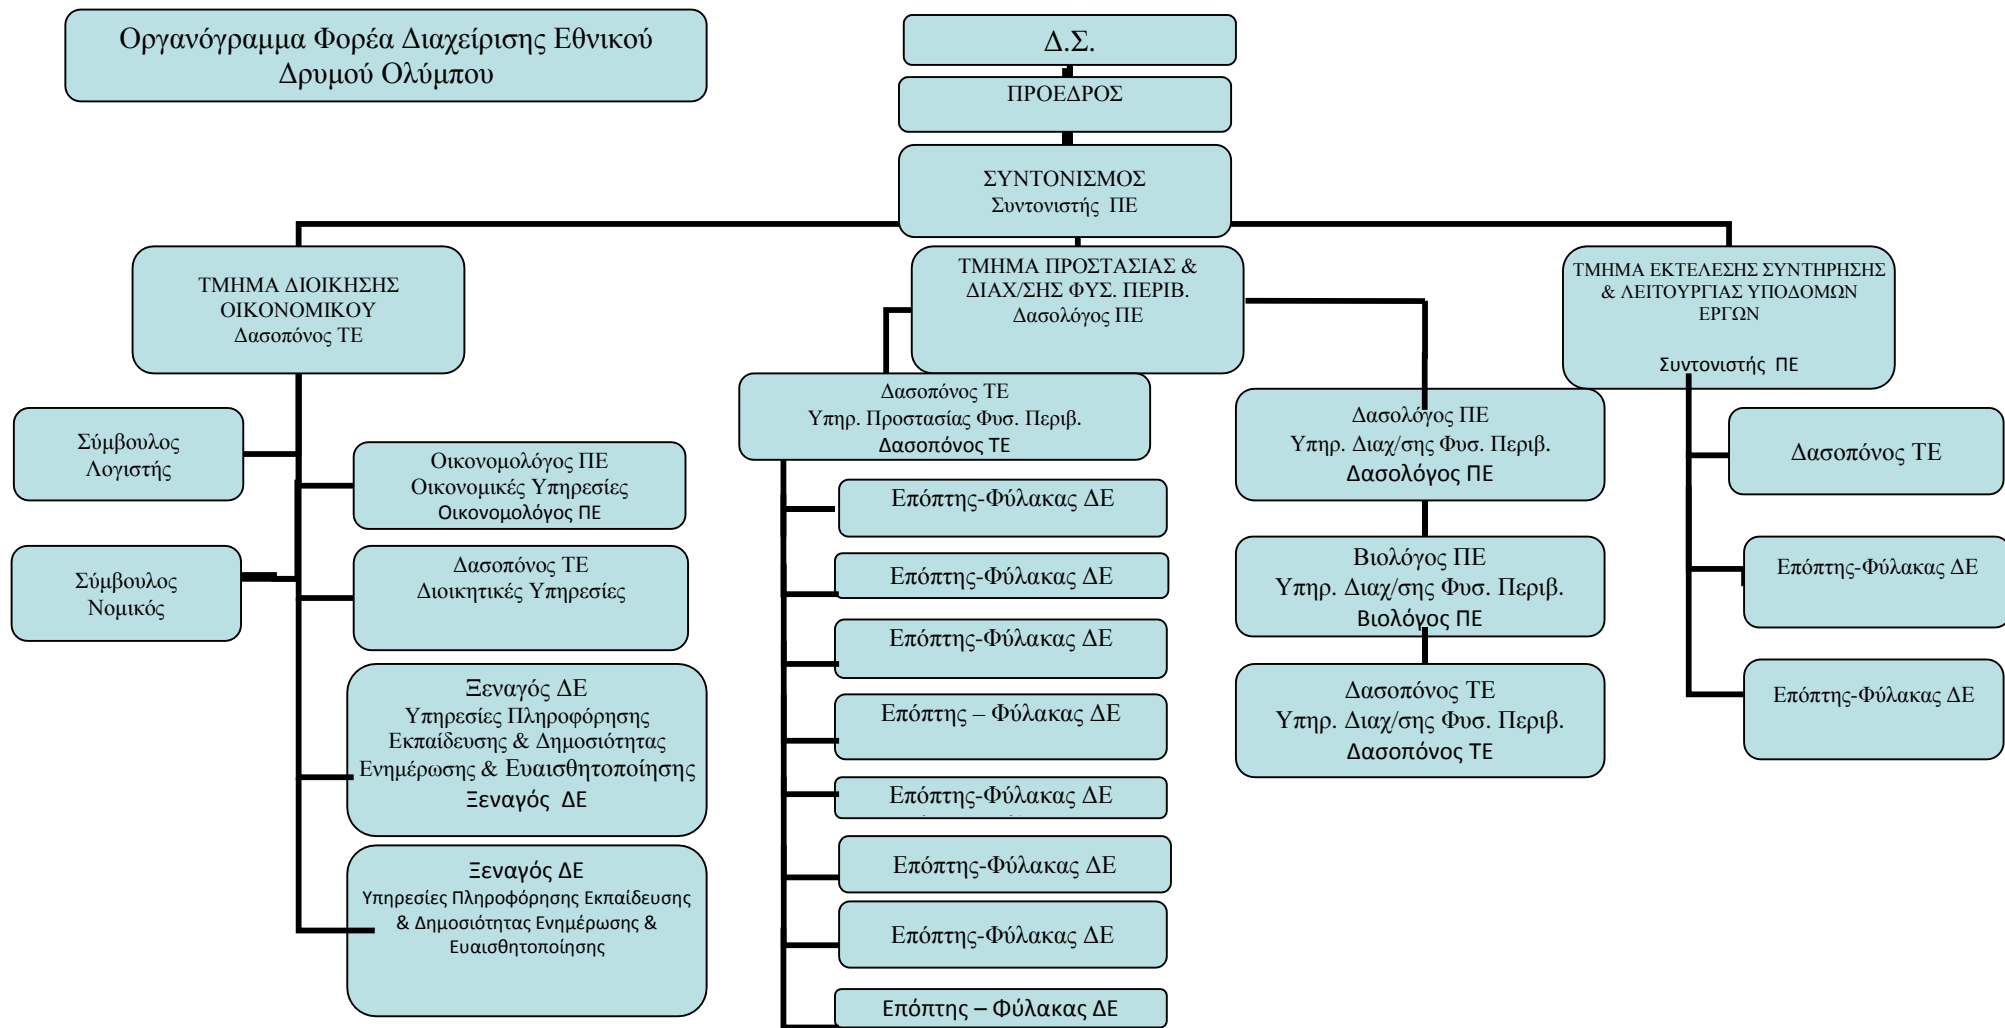 Οργανόγραμμα Φορέα Διαχείρισης Εθνικού
Δρυμού Ολύμπου
Δ.Σ.
ΠΡΟΕΔΡΟΣ
ΣΥΝΤΟΝΙΣΜΟΣ
Συντονιστής ΠΕ
ΤΜΗΜΑ ΔΙΟΙΚΗΣΗΣ
ΟΙΚΟΝΟΜΙΚΟΥ
Δασοπόνος ΤΕ
ΤΜΗΜΑ ΠΡΟΣΤΑΣΙΑΣ &
ΔΙΑΧ/ΣΗΣ ΦΥΣ. ΠΕΡΙΒ.
Δασολόγος ΠΕ
ΤΜΗΜΑ ΕΚΤΕΛΕΣΗΣ ΣΥΝΤΗΡΗΣΗΣ
& ΛΕΙΤΟΥΡΓΙΑΣ ΥΠΟΔΟΜΩΝ
ΕΡΓΩΝ
Συντονιστής ΠΕ
Σύμβουλος
Λογιστής
Σύμβουλος
Νομικός
Οικονομολόγος ΠΕ
Οικονομικές Υπηρεσίες
Οικονομολόγος ΠΕ
Δασοπόνος ΤΕ
Διοικητικές Υπηρεσίες
Ξεναγός ΔΕ
Υπηρεσίες Πληροφόρησης
Εκπαίδευσης & Δημοσιότητας
Ενημέρωσης & Ευαισθητοποίησης
Ξεναγός ΔΕ
Ξεναγός ΔΕ
Υπηρεσίες Πληροφόρησης Εκπαίδευσης
& Δημοσιότητας Ενημέρωσης &
Ευαισθητοποίησης
Δασοπόνος ΤΕ
Υπηρ. Προστασίας Φυσ. Περιβ.
Δασοπόνος ΤΕ
Επόπτης-Φύλακας ΔΕ
Επόπτης-Φύλακας ΔΕ
Επόπτης-Φύλακας ΔΕ
Επόπτης – Φύλακας ΔΕ
Επόπτης-Φύλακας ΔΕ
Επόπτης-Φύλακας ΔΕ
Επόπτης-Φύλακας ΔΕ
Επόπτης – Φύλακας ΔΕ
Δασολόγος ΠΕ
Υπηρ. Διαχ/σης Φυσ. Περιβ.
Δασολόγος ΠΕ
Βιολόγος ΠΕ
Υπηρ. Διαχ/σης Φυσ. Περιβ.
Βιολόγος ΠΕ
Δασοπόνος ΤΕ
Υπηρ. Διαχ/σης Φυσ. Περιβ.
Δασοπόνος ΤΕ
Δασοπόνος ΤΕ
Επόπτης-Φύλακας ΔΕ
Επόπτης-Φύλακας ΔΕ